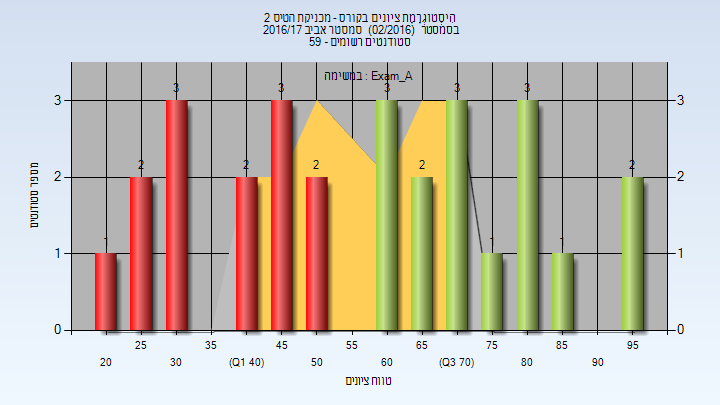 היסטוגרמת ציונים בקורס - מכניקת הטיס 2
בסמסטר (02/2016) סמסטר אביב 2016/17
סטודנטים רשומים - 59
במשימה : Exam_A
מספר סטודנטים
3 3
2 2
1 1
0 0
1 2 3 2 3 2 3 2 3 1 3 1 2
25 35 45 55 65 75 85 95
20 30 (Q1 40) 50 60 (Q3 70) 80 90
טווח ציונים